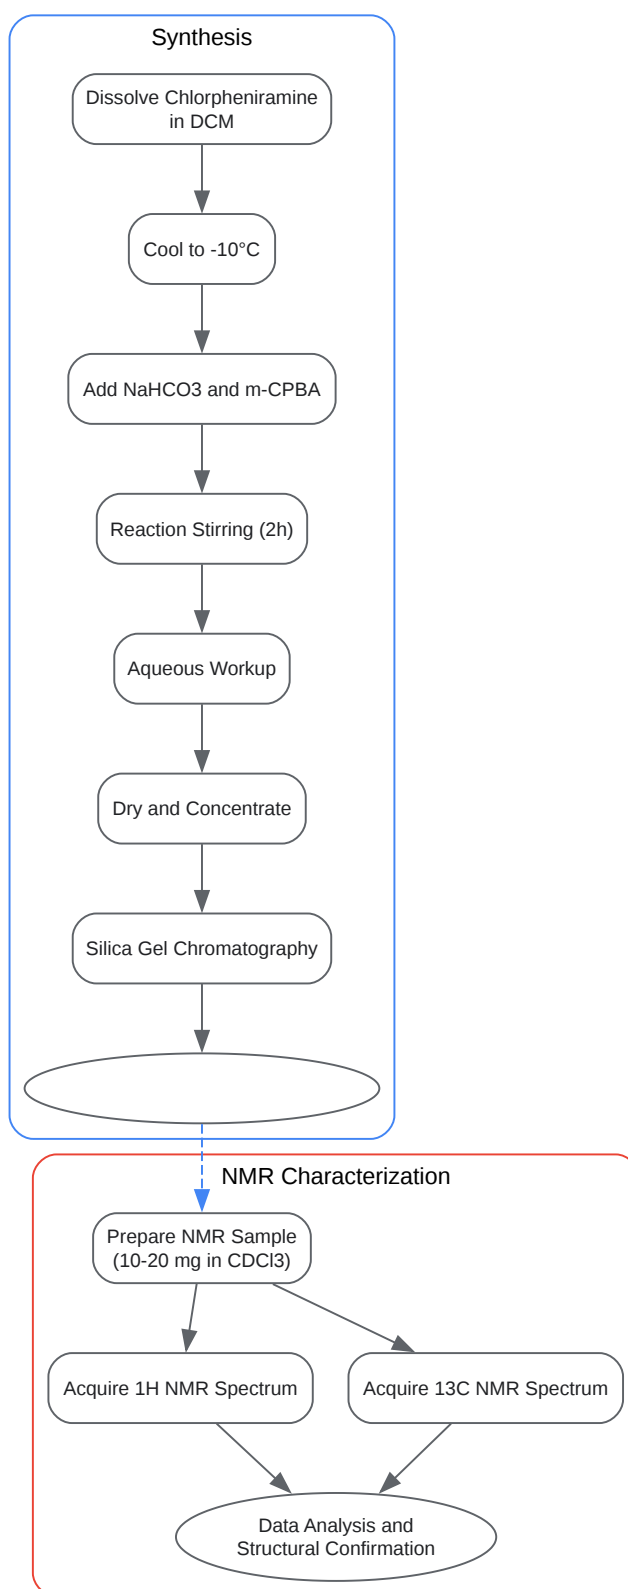 Synthesis
Dissolve Chlorpheniramine
in DCM
Cool to -10°C
Add NaHCO3 and m-CPBA
Reaction Stirring (2h)
Aqueous Workup
Dry and Concentrate
Silica Gel Chromatography
NMR Characterization
Prepare NMR Sample
(10-20 mg in CDCl3)
Acquire 1H NMR Spectrum
Acquire 13C NMR Spectrum
Data Analysis and
Structural Confirmation